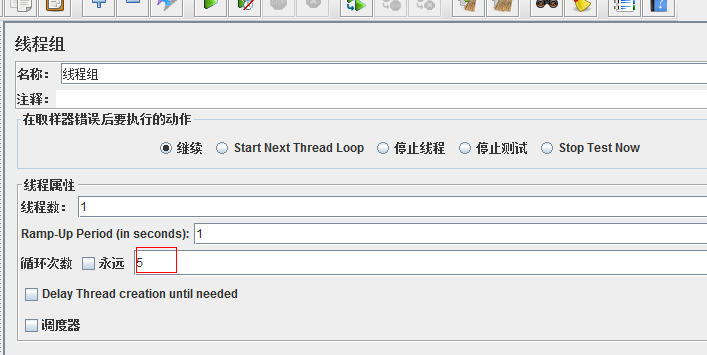 线程组
名称： 线程组
注释：
在取样器错误后要执行的动作
继续 Start Next Thread Loop 停止线程 停止测试 Stop Test Now
线程属性
线程数： 1
Ramp-Up Period (in seconds): 1
循环次数 永远 5
Delay Thread creation until needed
调度器